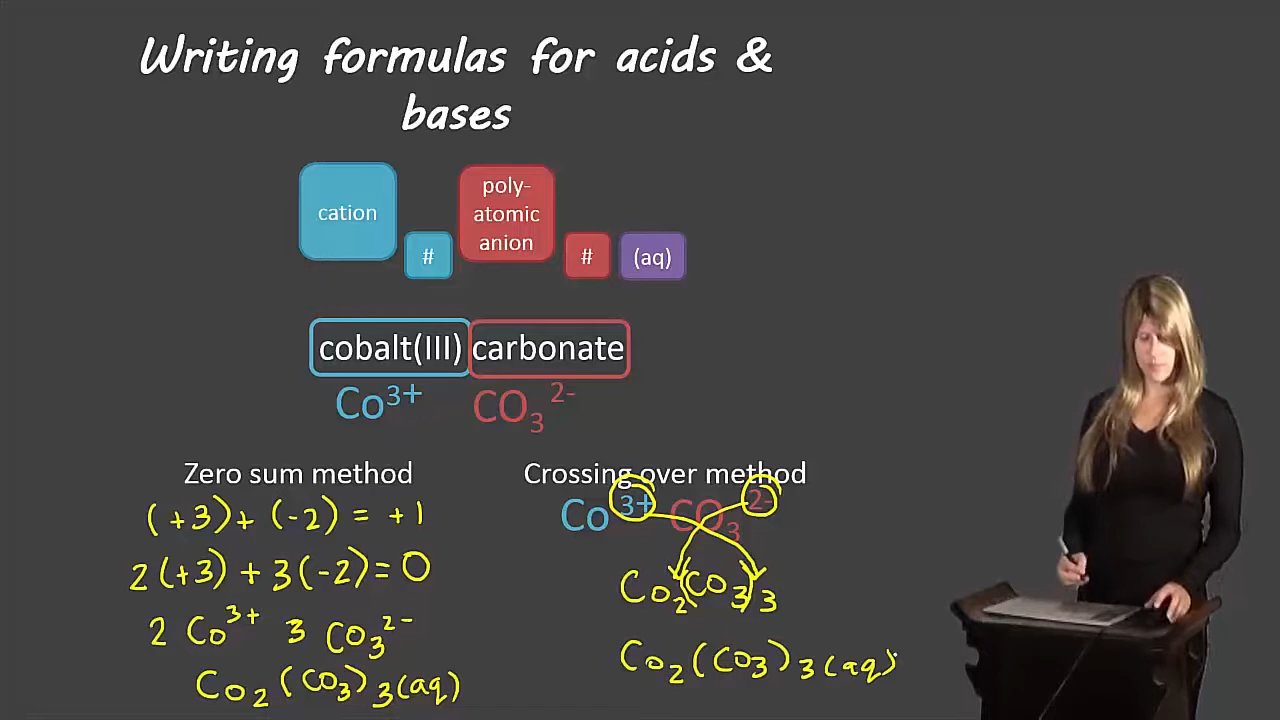 Writing formulas for acids &
bases
cation
#
poly-
atomic
anion
#
(aq)
cobalt(III) carbonate
Co³⁺ CO₃²⁻
Zero sum method
(+3)+(-2) = +1
2(+3) + 3(-2)=0
2 Co³⁺ 3 CO₃²⁻
Co₂(CO₃)₃(aq)
Crossing over method
Co³⁺ CO₃²⁻
Co₂(CO₃)₃
Co₂(CO₃)₃(aq)